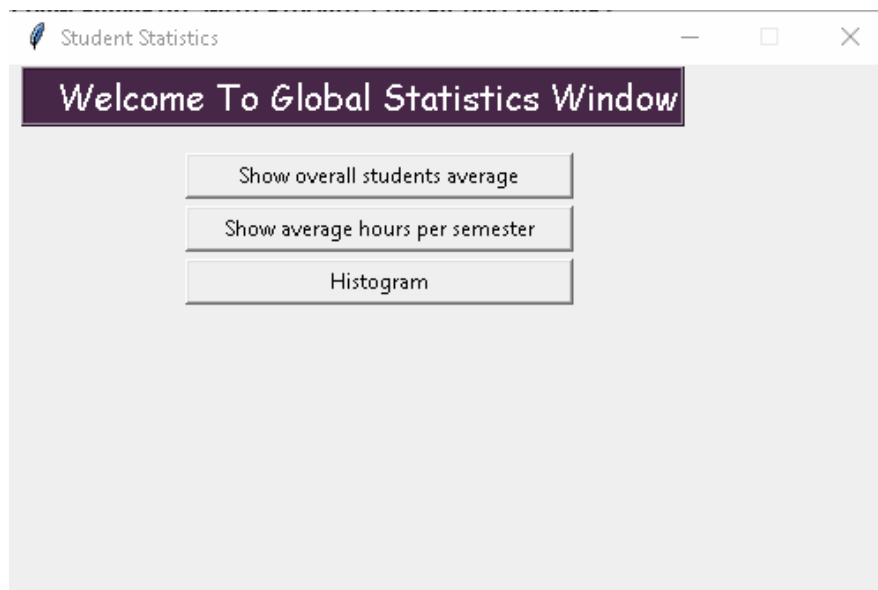 Student Statistics
Welcome To Global Statistics Window
Show overall students average
Show average hours per semester
Histogram